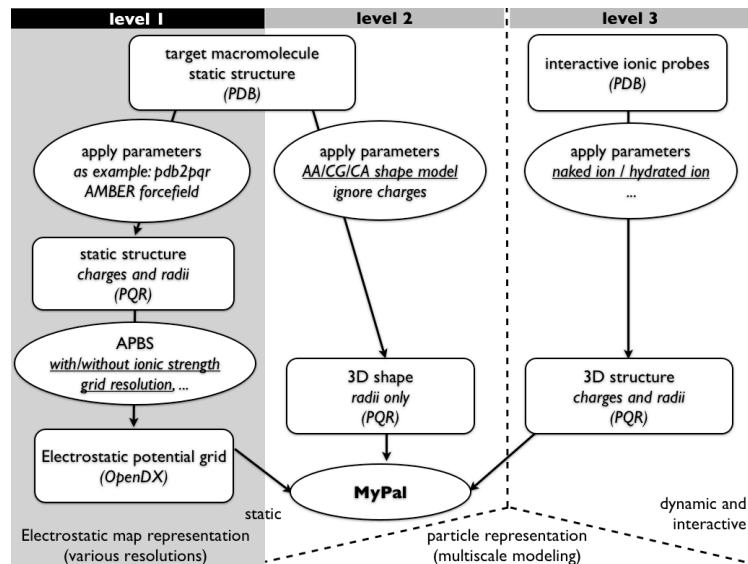 level 1
level 2
level 3
target macromolecule
static structure
(PDB)
interactive ionic probes
(PDB)
apply parameters
as example: pdb2pqr
AMBER forcefield
apply parameters
AA/CG/CA shape model
ignore charges
apply parameters
naked ion / hydrated ion
...
static structure
charges and radii
(PQR)
APBS
with/without ionic strength
grid resolution, ...
3D shape
radii only
(PQR)
3D structure
charges and radii
(PQR)
Electrostatic potential grid
(OpenDX)
MyPal
static
dynamic and
interactive
Electrostatic map representation
(various resolutions)
particle representation
(multiscale modeling)